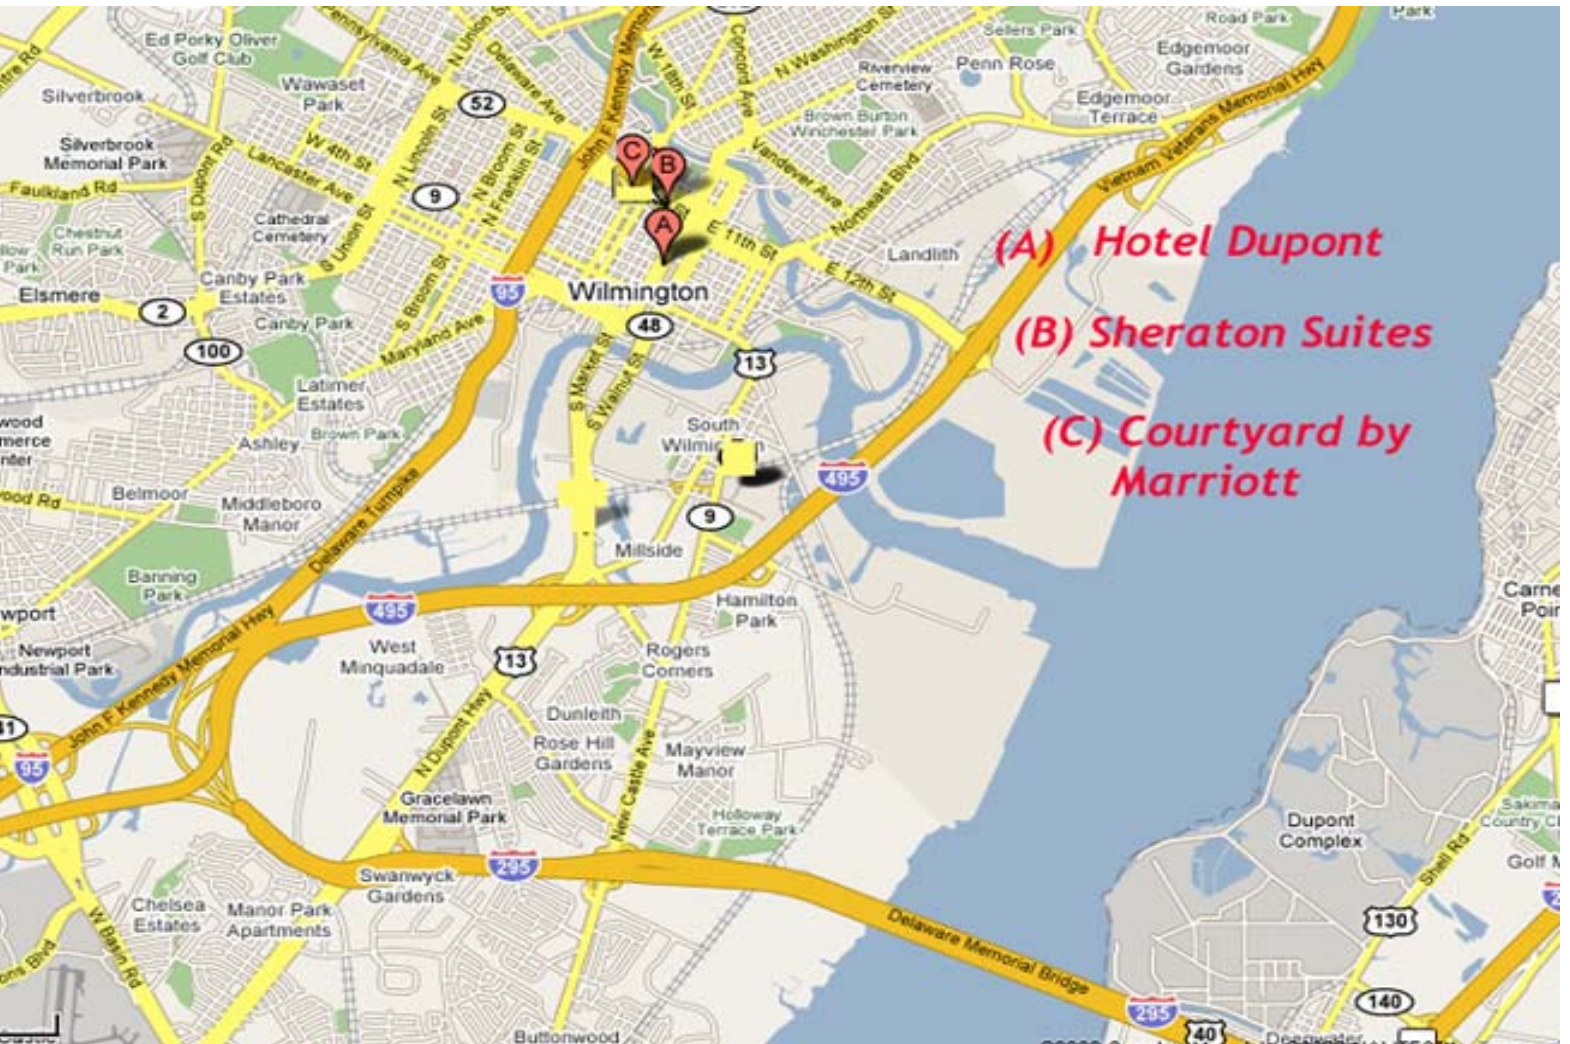 Park
Road Park
Ed Porky Oliver
Golf Club
Pennsylvania Ave
N Union St
Delaware Ave
John F Kennedy Memorial
W 18th St
Concord Ave
N Washington St
Sellers Park
Edgemoor
Gardens
Silverbrook
Wawaset
Park
52
Riverview
Cemetery
Penn Rose
Edgemoor
Terrace
Brown Burton
Winchester Park
Vietnam Veterans Memorial Hwy
Silverbrook
Memorial Park
W 4th St
Lancaster Ave
N Lincoln St
N Broom St
N Franklin St
C
B
A
Vandever Ave
Northeast Blvd
Faulkland Rd
S Dupont Rd
9
Cathedral
Cemetery
Chestnut
Run Park
Park
S Union St
E 11th St
E 12th St
Landlith
(A) Hotel Dupont
Elsmere
Canby Park
Estates
95
Wilmington
2
Canby Park
S Broom St
Maryland Ave
48
(B) Sheraton Suites
100
13
Latimer
Estates
S Market St
S Walnut St
Ashley
Brown Park
South
(C) Courtyard by
Marriott
495
Belmoor
Middleboro
Manor
Delaware Turnpike
9
Millside
Banning
Park
Hamilton
Park
495
John F Kennedy Memorial Hwy
Newport
West
Minquadale
13
Rogers
Corners
N Dupont Hwy
Dunleith
Rose Hill
Gardens
New Castle Ave
Mayview
Manor
95
Gracelawn
Memorial Park
Holloway
Terrace Park
Dupont
Complex
Shell Rd
Swanwyck
Gardens
295
Chelsea
Estates
Manor Park
Apartments
W Basin Rd
Delaware Memorial Bridge
130
140
295
40
Buttonwood